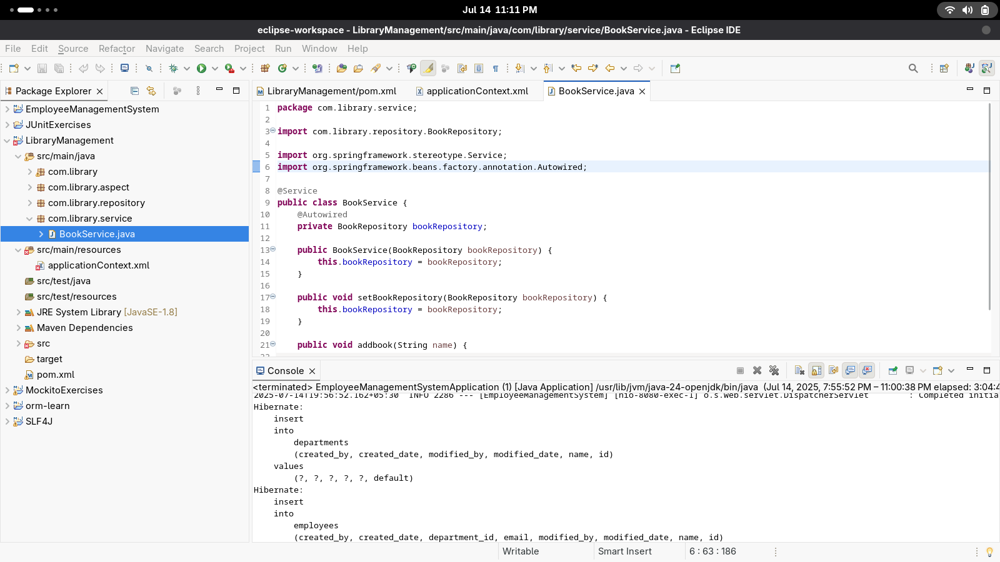 Jul 14 11:11 PM
eclipse-workspace - LibraryManagement/src/main/java/com/library/service/BookService.java - Eclipse IDE
File Edit Source Refactor Navigate Search Project Run Window Help
Package Explorer
EmployeeManagementSystem
JUnitExercises
LibraryManagement
src/main/java
com.library
com.library.aspect
com.library.repository
com.library.service
BookService.java
src/main/resources
applicationContext.xml
src/test/java
src/test/resources
JRE System Library [JavaSE-1.8]
Maven Dependencies
src
target
pom.xml
MockitoExercises
orm-learn
SLF4J
LibraryManagement/pom.xml applicationContext.xml BookService.java
1 package com.library.service;
2
3 import com.library.repository.BookRepository;
4
5 import org.springframework.stereotype.Service;
6 import org.springframework.beans.factory.annotation.Autowired;
7
8 @Service
9 public class BookService {
10 @Autowired
11 private BookRepository bookRepository;
12
13 public BookService(BookRepository bookRepository) {
14 this.bookRepository = bookRepository;
15 }
16
17 public void setBookRepository(BookRepository bookRepository) {
18 this.bookRepository = bookRepository;
19 }
20
21 public void addbook(String name) {
22
Console
<terminated> EmployeeManagementSystemApplication (1) [Java Application] /usr/lib/jvm/java-24-openjdk/bin/java (Jul 14, 2025, 7:55:52 PM – 11:00:38 PM elapsed: 3:04:4
2025-07-14T19:56:52.162+05:30 INFO 2286 --- [EmployeeManagementSystem] [nio-8080-exec-1] o.s.web.servlet.DispatcherServlet : Completed initia
Hibernate:
insert
into
departments
(created_by, created_date, modified_by, modified_date, name, id)
values
(?, ?, ?, ?, ?, default)
Hibernate:
insert
into
employees
(created_by, created_date, department_id, email, modified_by, modified_date, name, id)
Writable Smart Insert 6 : 63 : 186